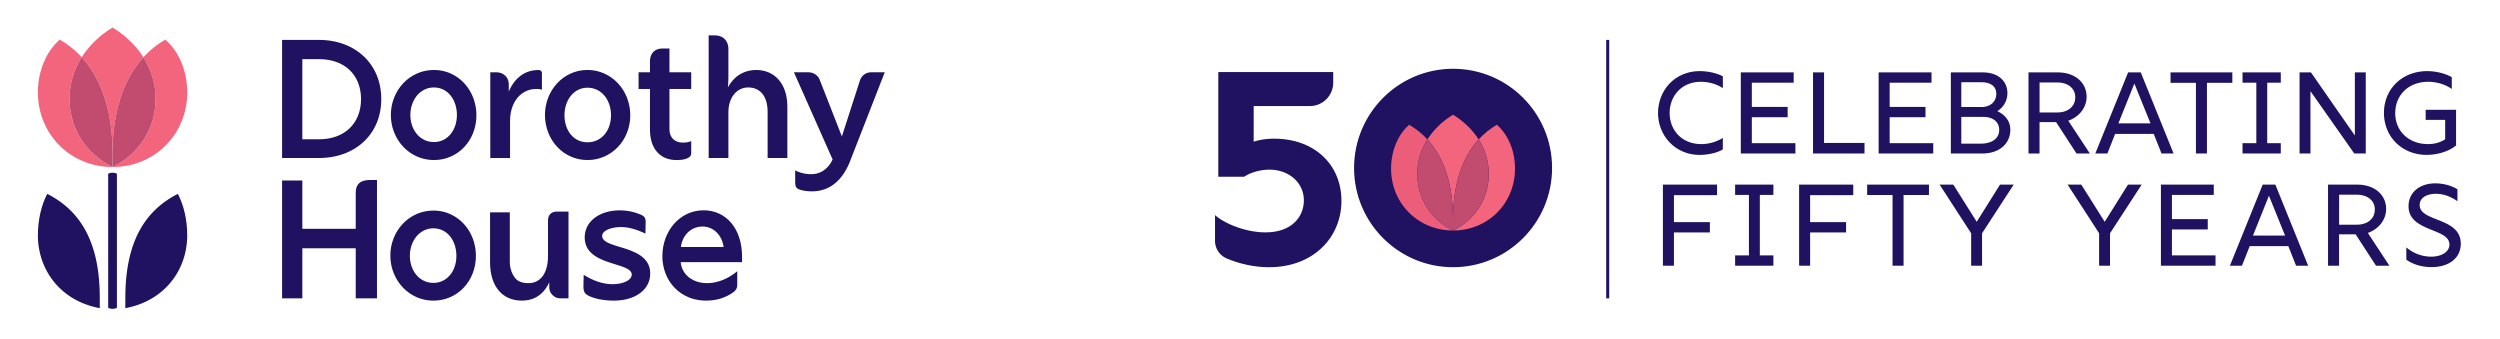 Dorothy
House
50
CELEBRATING
FIFTY YEARS